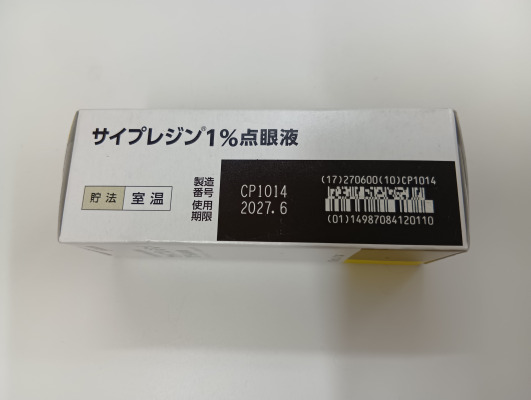 サイプレジン®1%点眼液
貯法 室温
製造番号 CP1014
使用期限 2027.6
(17)270600(10)CP1014
(01)14987084120110